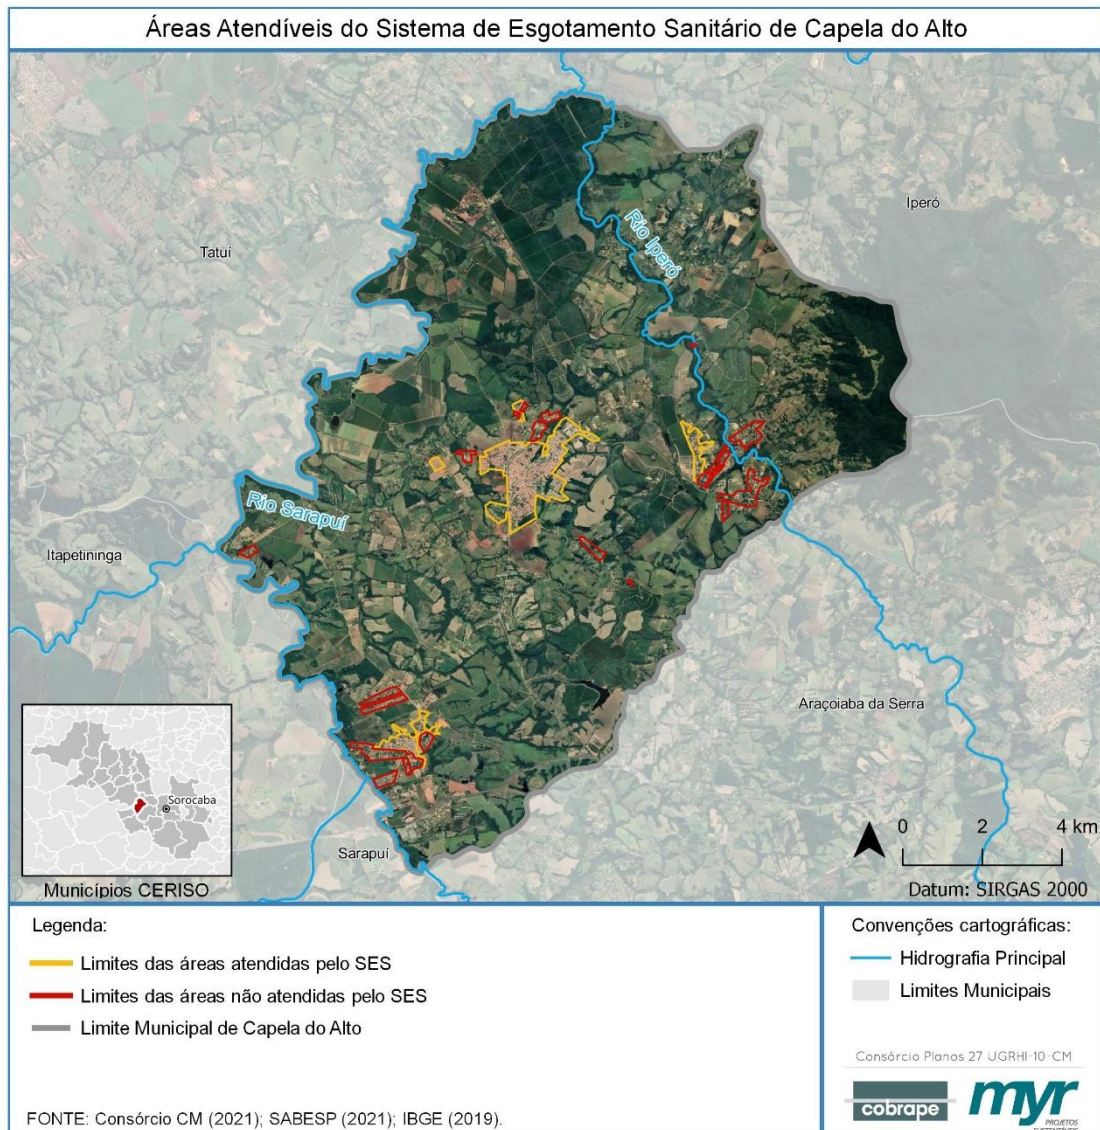 Áreas Atendíveis do Sistema de Esgotamento Sanitário de Capela do Alto
Iperó
Tatuí
Rio Iperó
Rio Sarapuí
Itapetininga
Araçoiaba da Serra
Sorocaba
Sarapuí
0 2 4 km
Municípios CERISO
Datum: SIRGAS 2000
Legenda:
Limites das áreas atendidas pelo SES
Limites das áreas não atendidas pelo SES
Limite Municipal de Capela do Alto
FONTE: Consórcio CM (2021); SABESP (2021); IBGE (2019).
Convenções cartográficas:
Hidrografia Principal
Limites Municipais
Consórcio Planos 27 UGRHI-10-CM
cobrape
myr
PROJETOS
SUSTENTÁVEIS